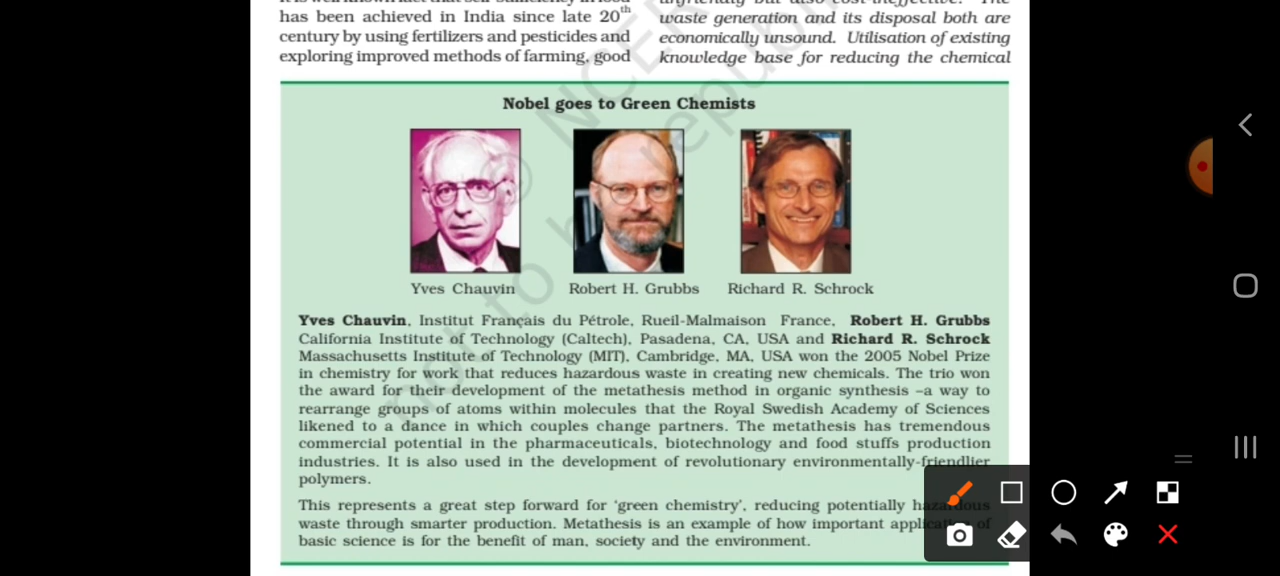 has been achieved in India since late 20th
century by using fertilizers and pesticides and
exploring improved methods of farming, good
waste generation and its disposal both are
economically unsound. Utilisation of existing
knowledge base for reducing the chemical
Nobel goes to Green Chemists
Yves Chauvin
Robert H. Grubbs
Richard R. Schrock
Yves Chauvin, Institut Français du Pétrole, Rueil-Malmaison France, Robert H. Grubbs
California Institute of Technology (Caltech), Pasadena, CA, USA and Richard R. Schrock
Massachusetts Institute of Technology (MIT), Cambridge, MA, USA won the 2005 Nobel Prize
in chemistry for work that reduces hazardous waste in creating new chemicals. The trio won
the award for their development of the metathesis method in organic synthesis –a way to
rearrange groups of atoms within molecules that the Royal Swedish Academy of Sciences
likened to a dance in which couples change partners. The metathesis has tremendous
commercial potential in the pharmaceuticals, biotechnology and food stuffs production
industries. It is also used in the development of revolutionary environmentally-friendlier
polymers.
This represents a great step forward for 'green chemistry', reducing potentially hazardous
waste through smarter production. Metathesis is an example of how important application of
basic science is for the benefit of man, society and the environment.
© NCERT
not to be republ